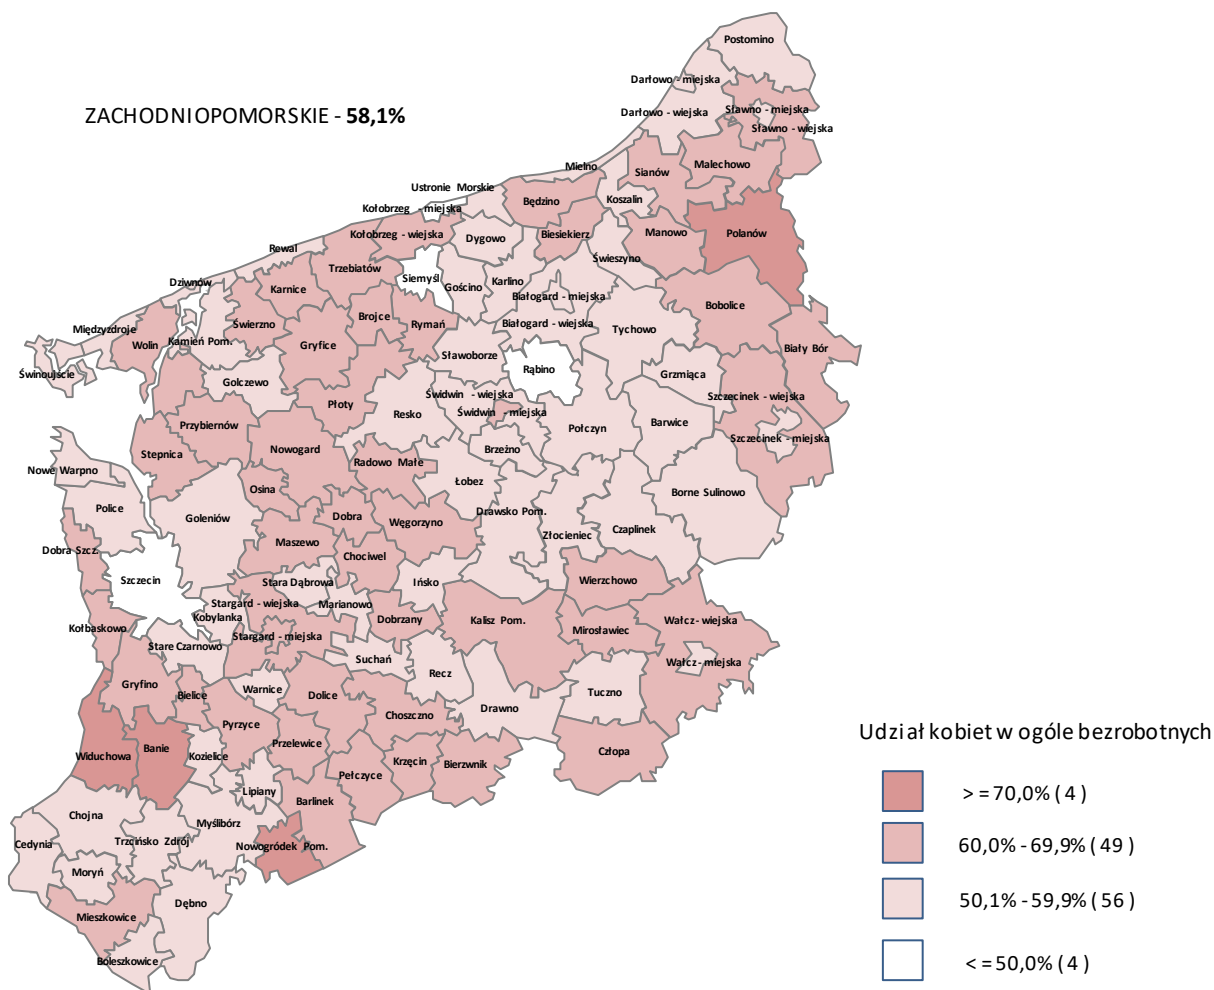 Postomino
Darłowo - miejska
ZACHODNIOPOMORSKIE - 58,1%
Darłowo - wiejska
Sławno - miejska
Sławno - wiejska
Mielno
Sianów
Malechowo
Ustronie Morskie
Koszalin
Będzino
Kołobrzeg - miejska
Kołobrzeg - wiejska
Dygowo
Biesiekierz
Manowo
Polanów
Rewal
Świeszyno
Trzebiatów
Siemyśl
Dziwnów
Karnice
Gościno
Karlino
Białogard - miejska
Bobolice
Międzyzdroje
Świerzno
Brojce
Rymań
Białogard - wiejska
Tychowo
Wolin
Kamień Pom.
Gryfice
Sławoborze
Biały Bór
Świnoujście
Golczewo
Rąbino
Grzmiąca
Płoty
Resko
Świdwin - wiejska
Szczecinek - wiejska
Świdwin - miejska
Przybiernów
Połczyn
Barwice
Szczecinek - miejska
Stepnica
Nowogard
Brzeżno
Nowe Warpno
Radowo Małe
Łobez
Osina
Borne Sulinowo
Police
Goleniów
Dobra
Węgorzyno
Drawsko Pom.
Czaplinek
Złocieniec
Dobra Szcz.
Maszewo
Chociwel
Szczecin
Stara Dąbrowa
Ińsko
Wierzchowo
Stargard - wiejska
Marianowo
Kobylanka
Dobrzany
Kalisz Pom.
Wałcz- wiejska
Kołbaskowo
Stargard - miejska
Mirosławiec
Stare Czarnowo
Suchań
Wałcz- miejska
Recz
Gryfino
Bielice
Warnice
Dolice
Tuczno
Drawno
Choszczno
Pyrzyce
Udział kobiet w ogóle bezrobotnych
Widuchowa
Banie
Kozielice
Przelewice
Człopa
Krzęcin
Bierzwnik
Pełczyce
Lipiany
> = 70,0% ( 4 )
Barlinek
Chojna
Myślibórz
Cedynia
Trzcińsko Zdrój
Nowogródek Pom.
60,0% - 69,9% ( 49 )
Moryń
Dębno
50,1% - 59,9% ( 56 )
Mieszkowice
Boleszkowice
< = 50,0% ( 4 )